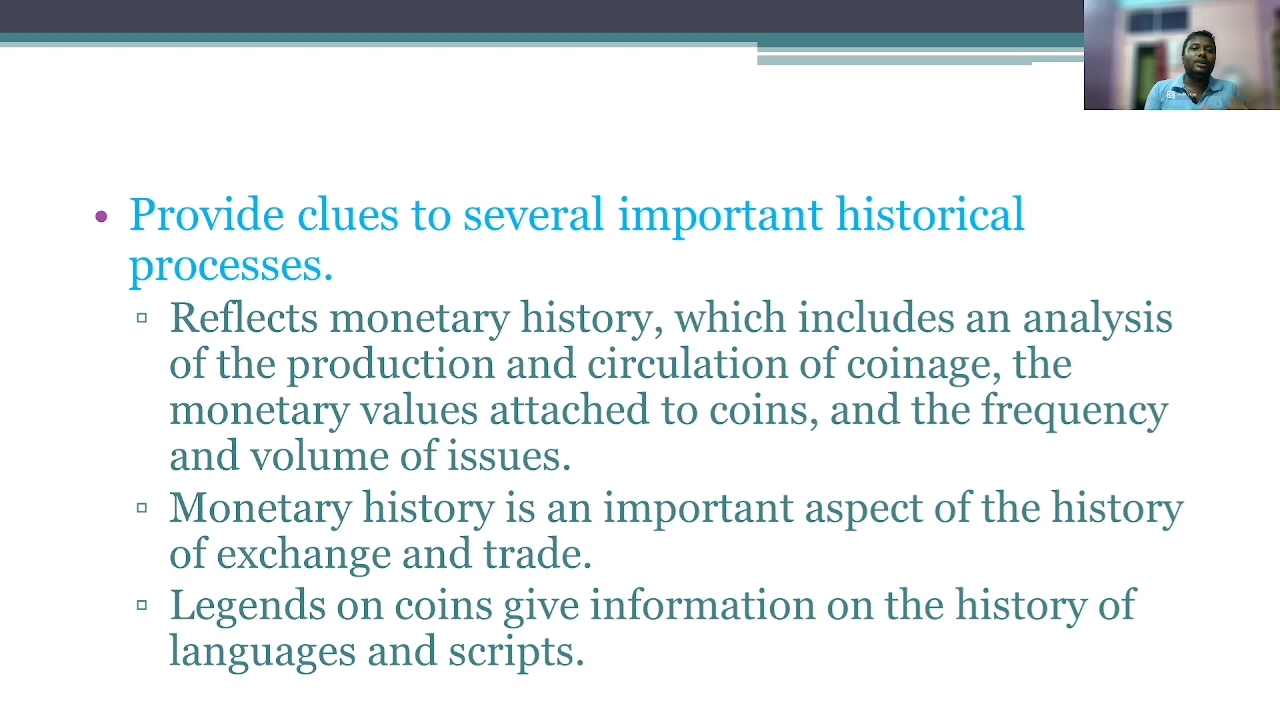 • Provide clues to several important historical
processes.
▫ Reflects monetary history, which includes an analysis
of the production and circulation of coinage, the
monetary values attached to coins, and the frequency
and volume of issues.
▫ Monetary history is an important aspect of the history
of exchange and trade.
▫ Legends on coins give information on the history of
languages and scripts.